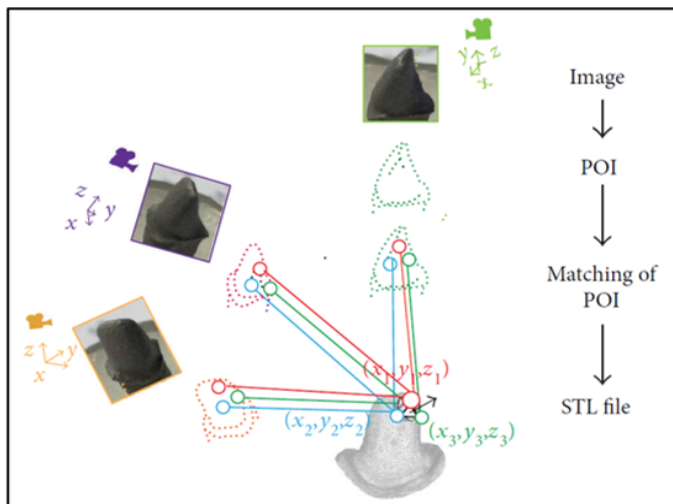 y z
x
Image
POI
z
x y
Matching of
POI
z y
x
(x₁, y₁, z₁)
STL file
(x₂, y₂, z₂)
(x₃, y₃, z₃)